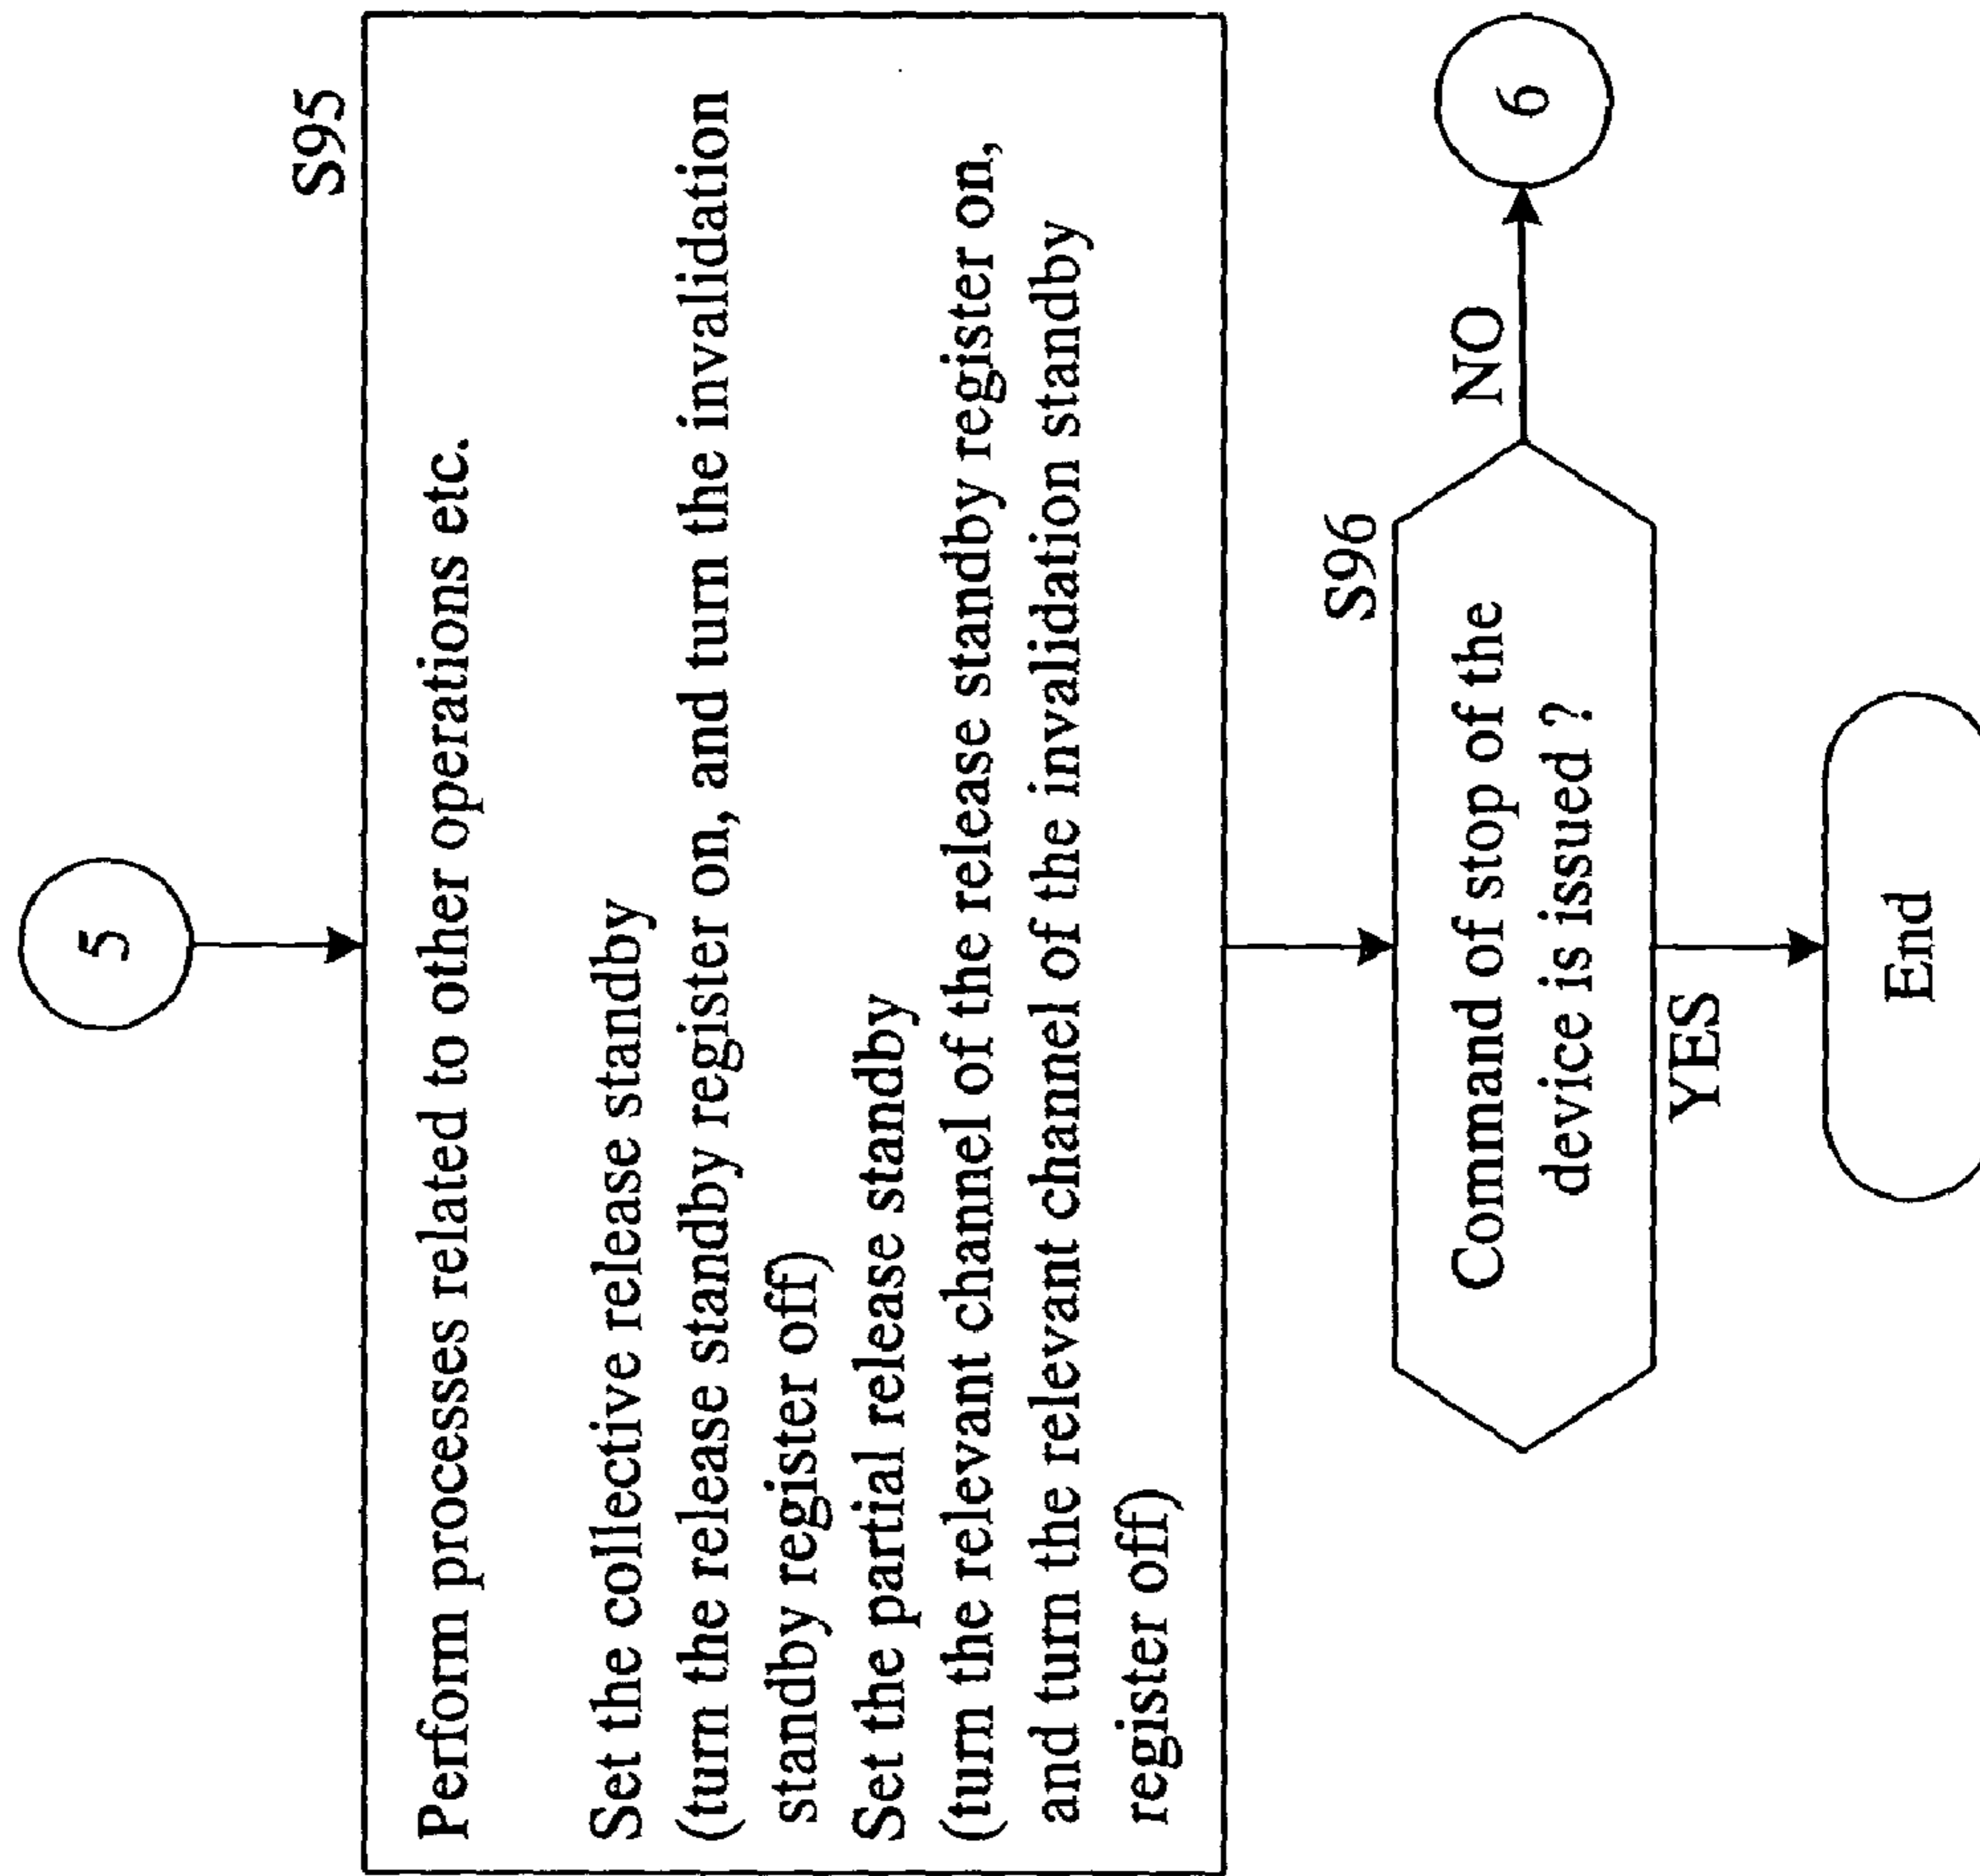 5
S95
Perform processes related to other operations etc.
Set the collective release standby
(turn the release standby register on, and turn the invalidation
standby register off)
Set the partial release standby
(turn the relevant channel of the release standby register on,
and turn the relevant channel of the invalidation standby
register off)
S96
Command of stop of the
device is issued ?
NO
6
YES
End